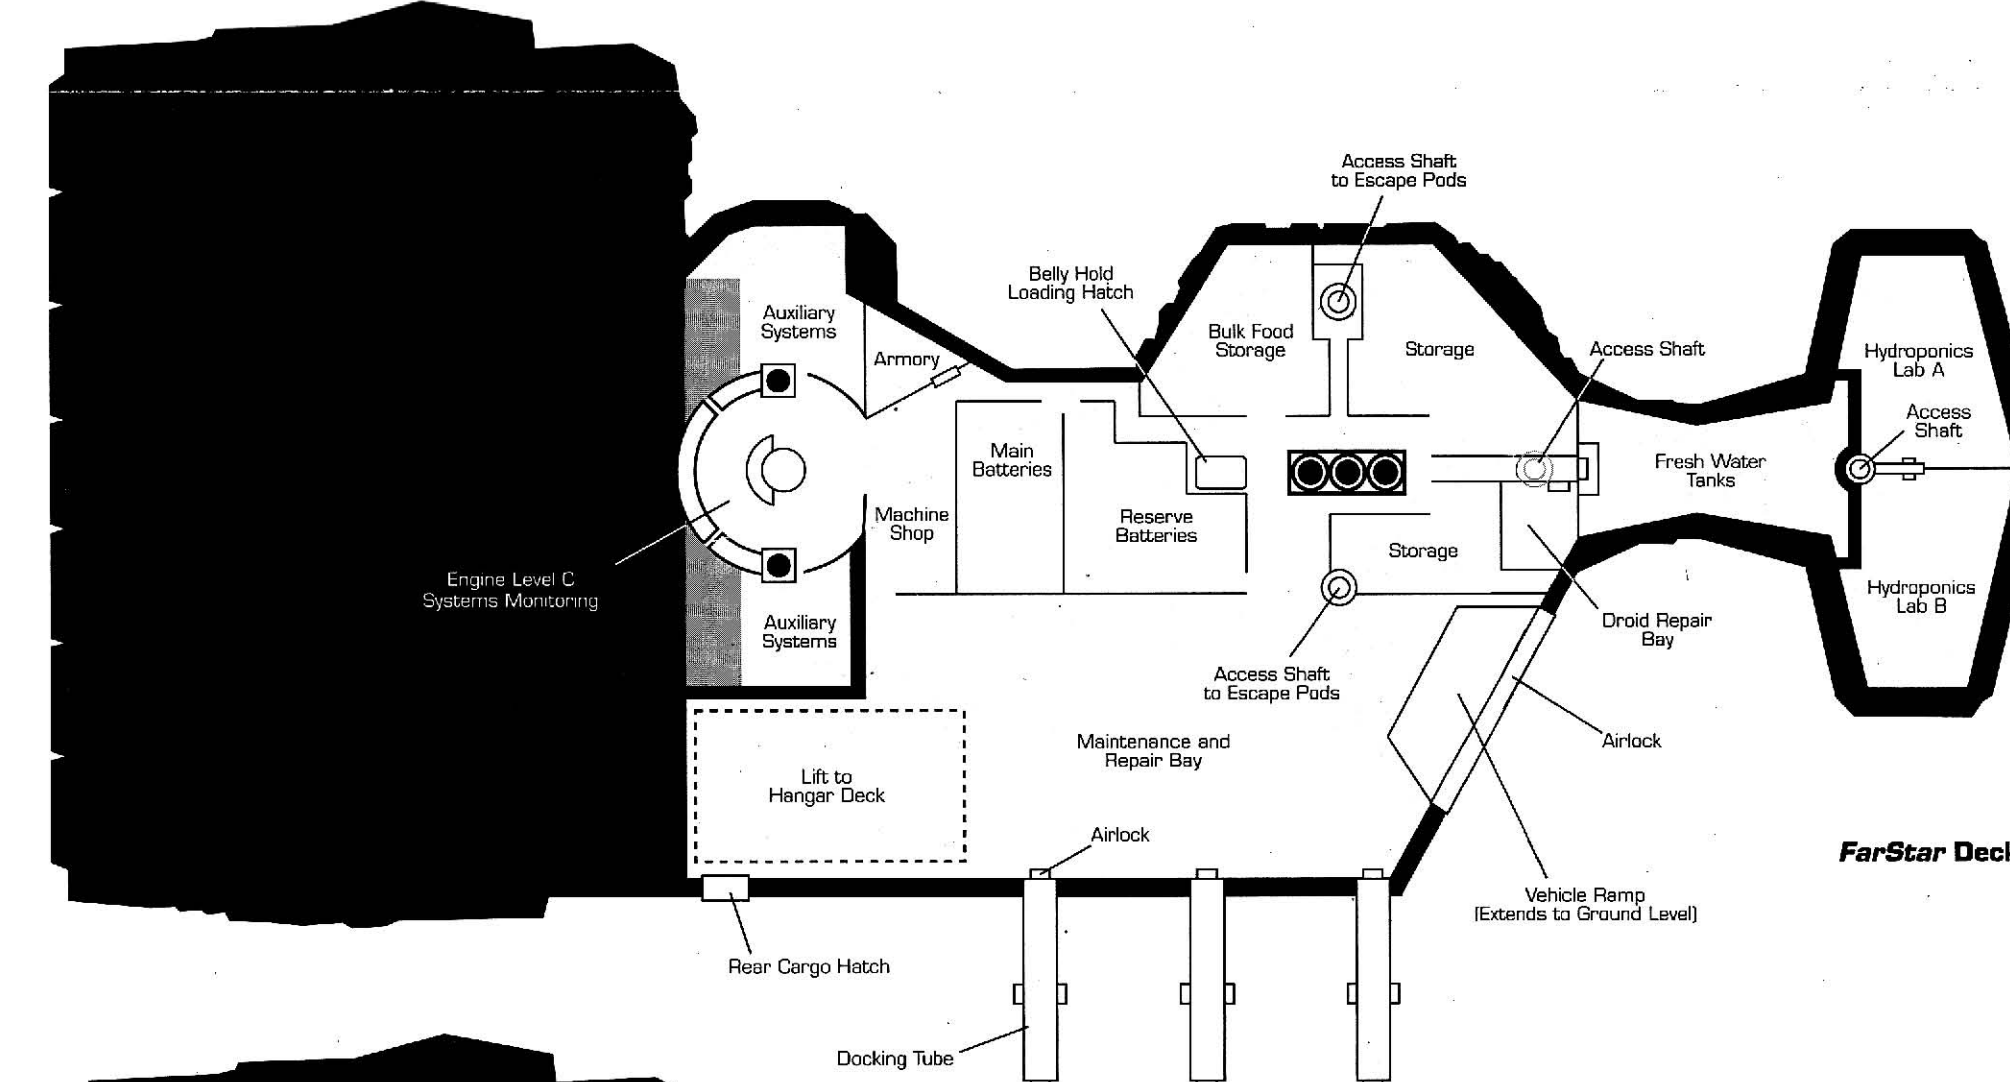 Access Shaft
to Escape Pods
Belly Hold
Loading Hatch
Auxiliary
Systems
Armory
Bulk Food
Storage
Storage
Access Shaft
Hydroponics
Lab A
Access
Shaft
Main
Batteries
Fresh Water
Tanks
Machine
Shop
Reserve
Batteries
Storage
Engine Level C
Systems Monitoring
Auxiliary
Systems
Hydroponics
Lab B
Droid Repair
Bay
Access Shaft
to Escape Pods
Airlock
Maintenance and
Repair Bay
Lift to
Hangar Deck
Airlock
FarStar Deck
Vehicle Ramp
(Extends to Ground Level)
Rear Cargo Hatch
Docking Tube